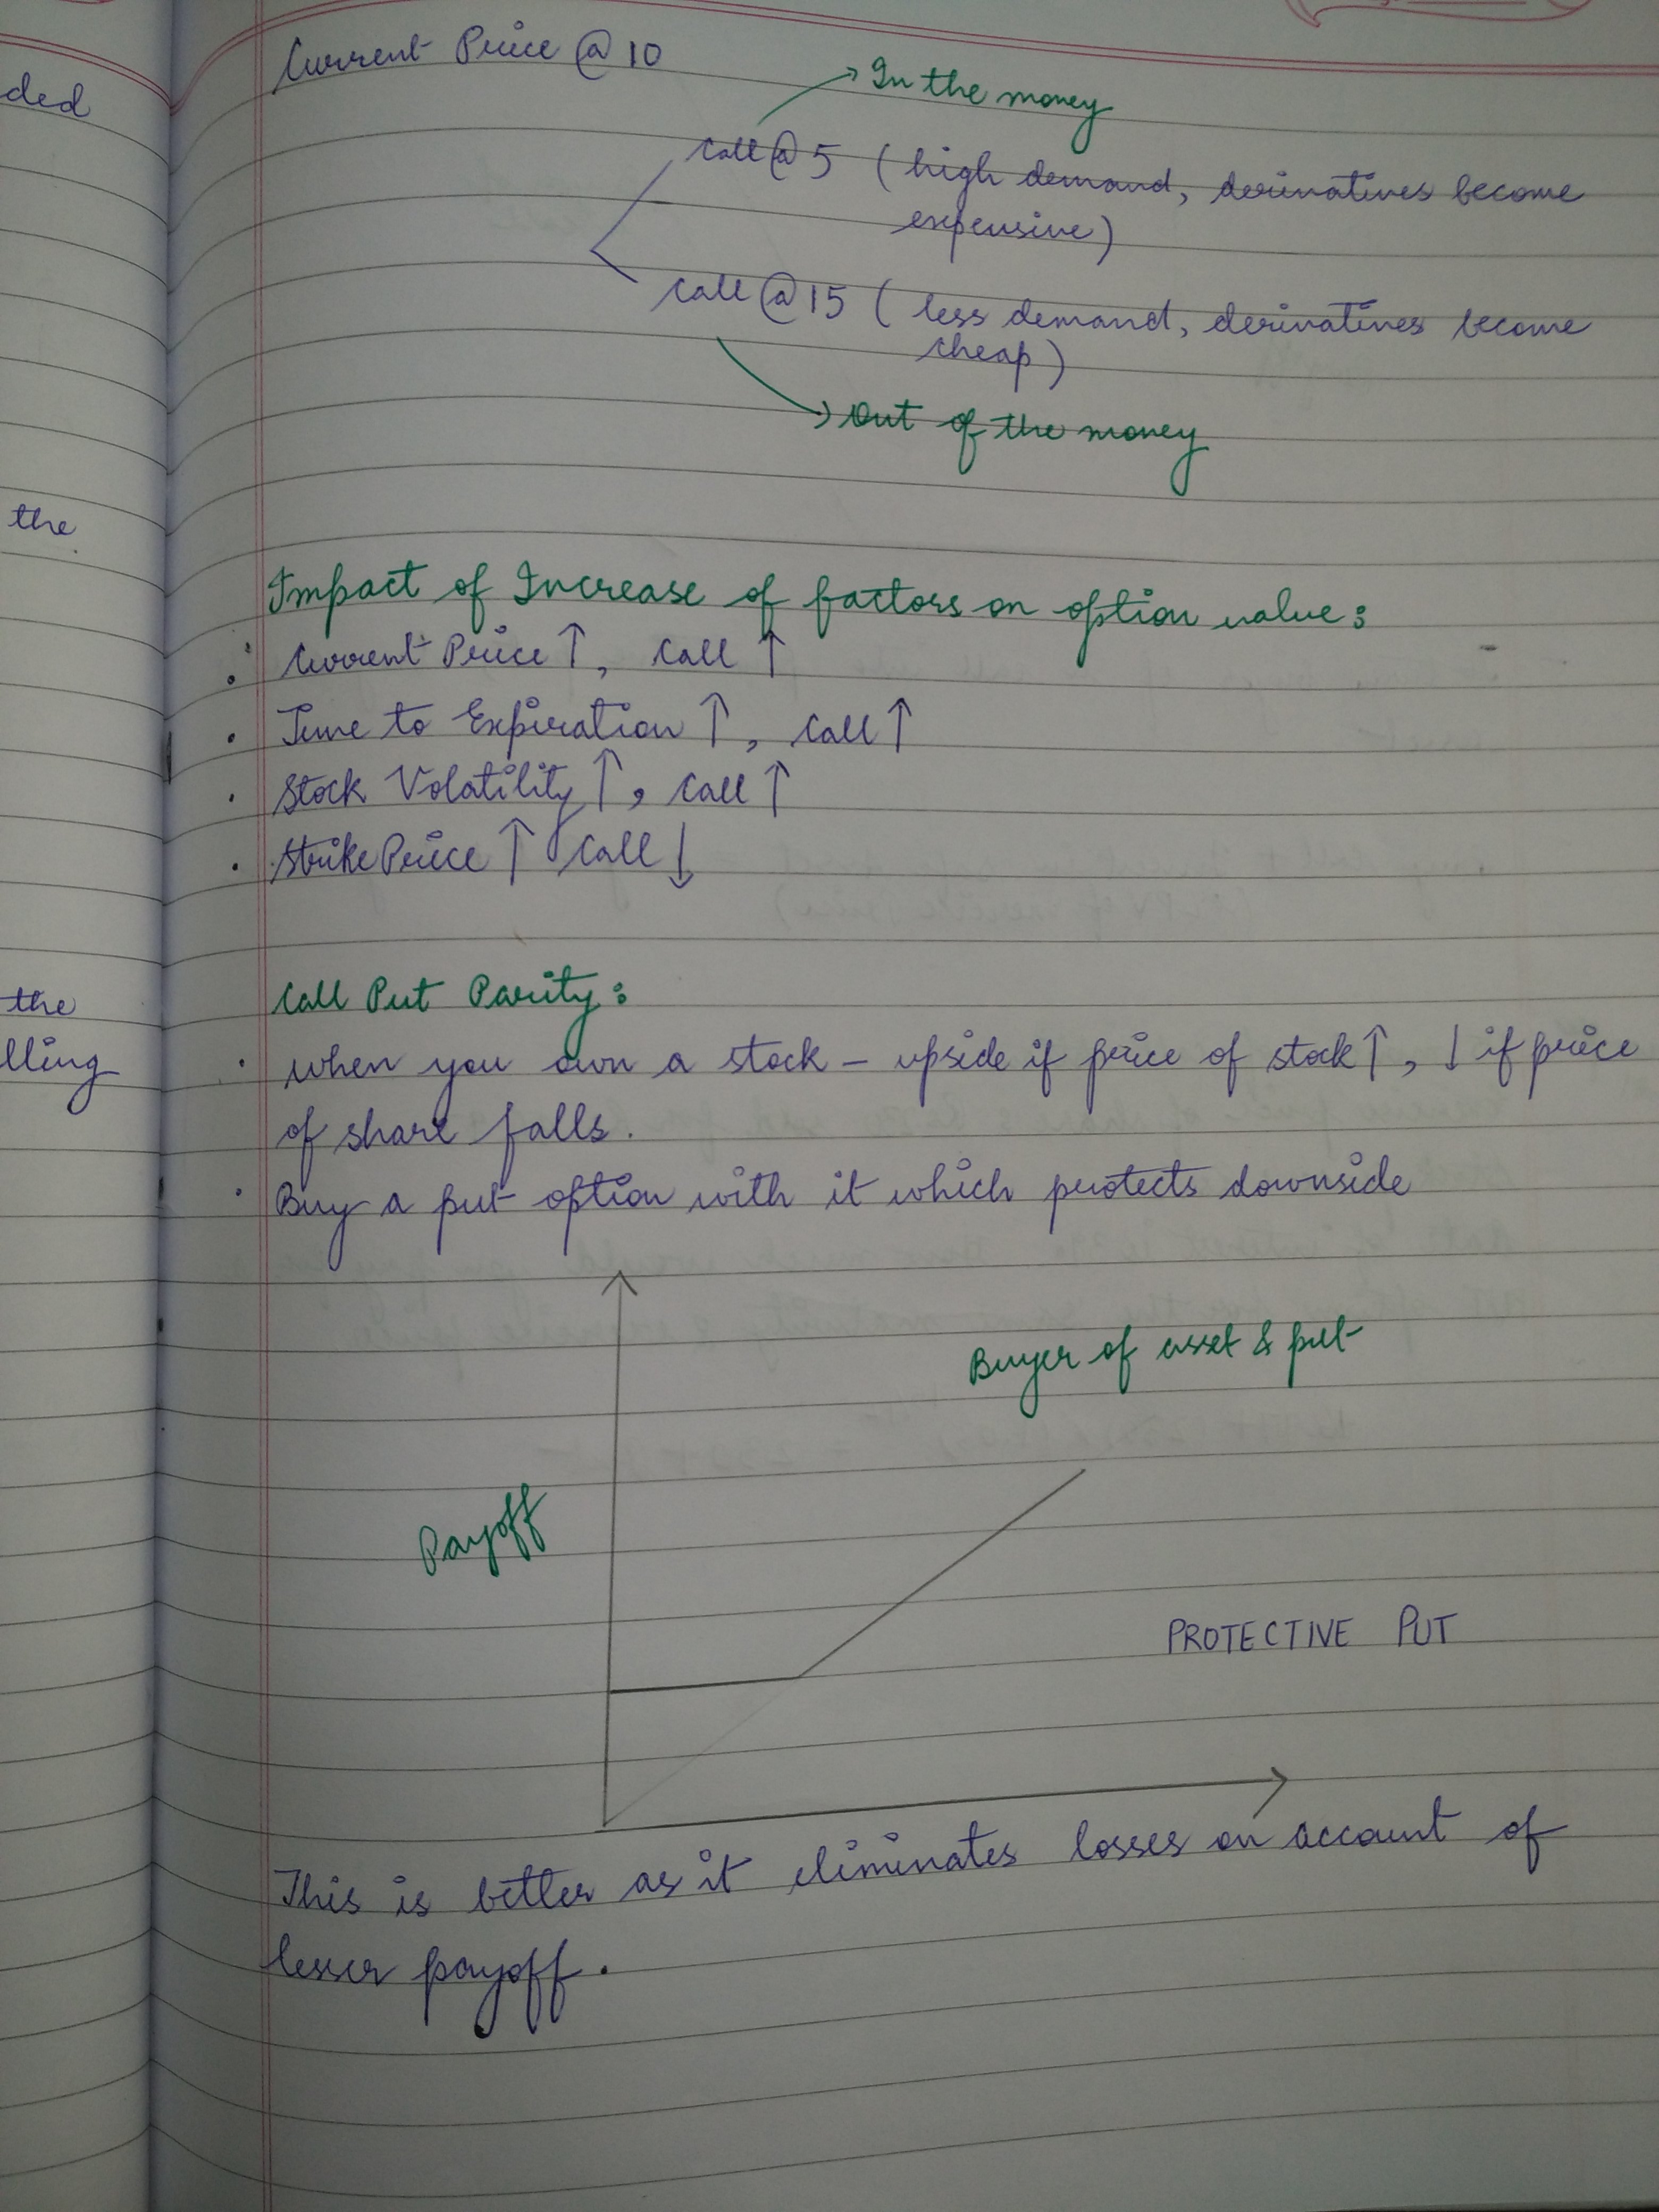 ded
the
the
lling
Current Price @ 10
In the money
Call @ 5 (high demand, derivatives become
expensive)
Call @ 15 (less demand, derivatives become
cheap)
Out of the money
Impact of Increase of factors on option value:
• Current Price ↑, Call ↑
• Time to Expiration ↑, Call ↑
• Stock Volatility ↑, Call ↑
• Strike Price ↑ Call ↓
Call Put Parity:
• when you own a stock – upside if price of stock ↑, ↓ if price
of share falls.
• Buy a put option with it which protects downside
Buyer of asset & put
Payoff
PROTECTIVE PUT
This is better as it eliminates losses on account of
lesser payoff.